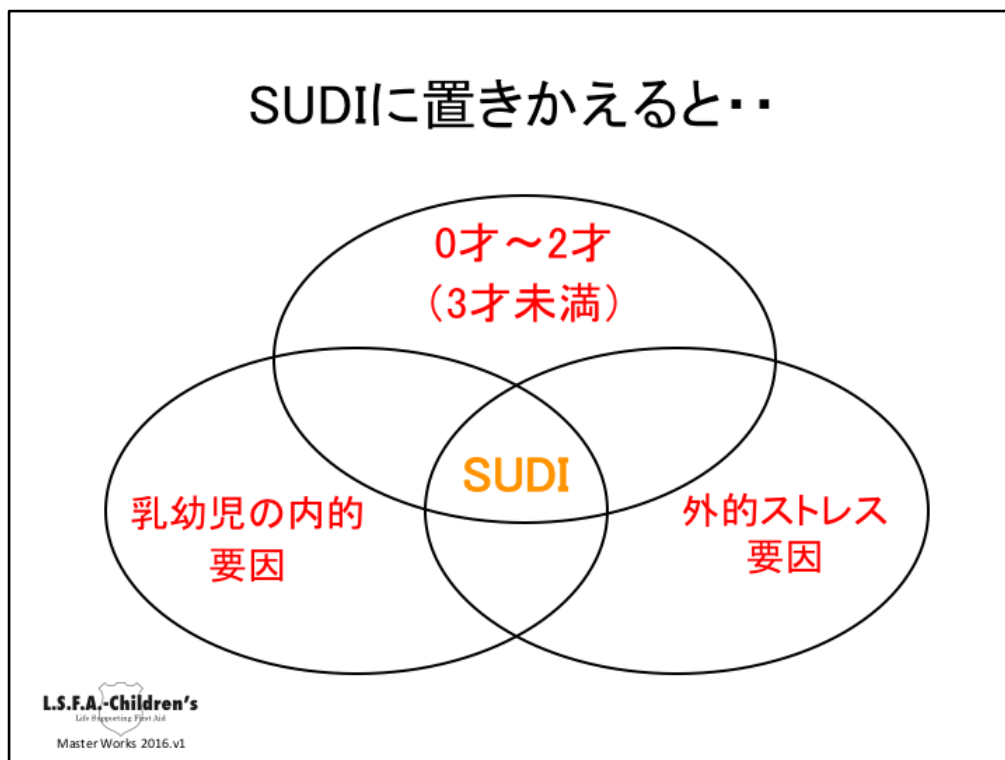 SUDIに置きかえると・・
0才～2才
（3才未満）
SUDI
乳幼児の内的
要因
外的ストレス
要因
L.S.F.A.-Children's
Life Supporting First Aid
Master Works 2016.v1